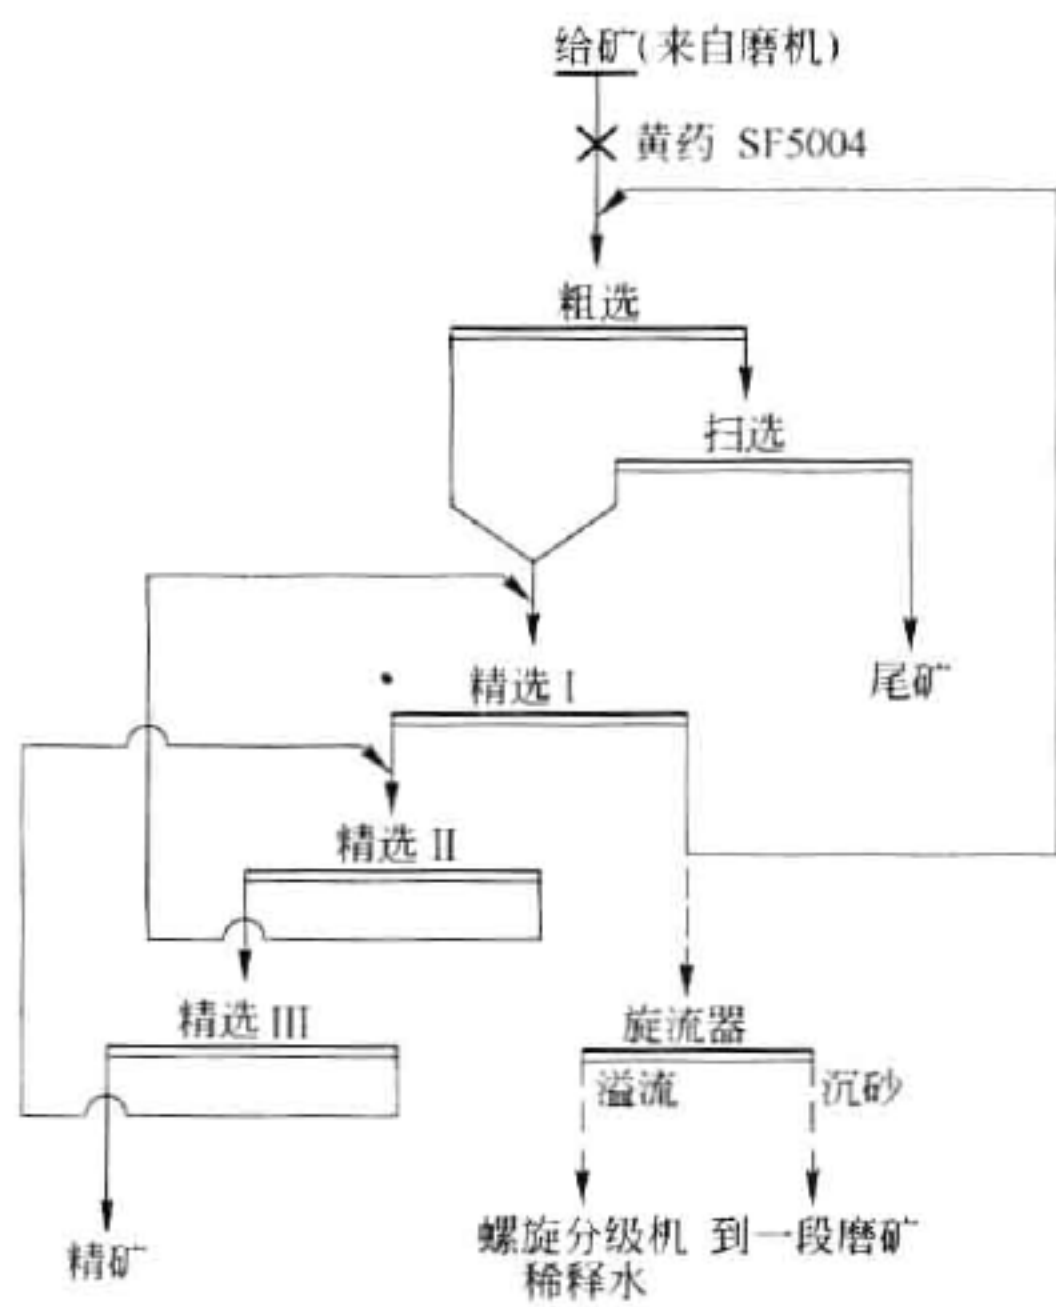 给矿(来自磨机)
黄药 SF5004
粗选
扫选
尾矿
精选 I
精选 II
精选 III
旋流器
溢流
沉砂
精矿
螺旋分级机
稀释水
到一段磨矿